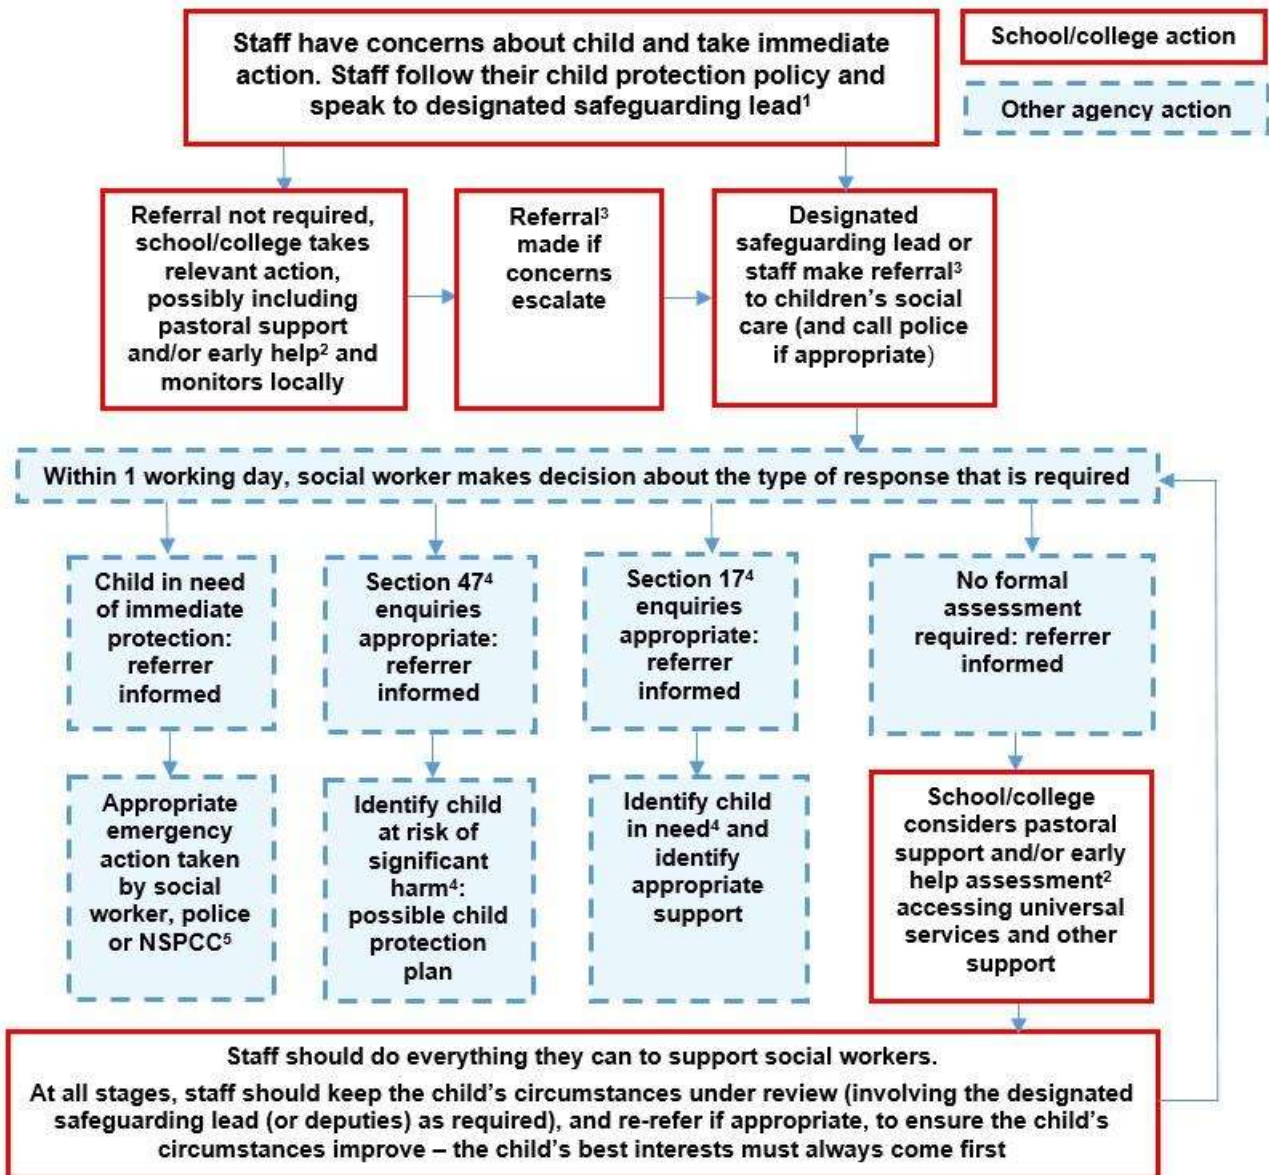 Staff have concerns about child and take immediate
action. Staff follow their child protection policy and
speak to designated safeguarding lead¹
School/college action
Other agency action
Referral not required,
school/college takes
relevant action,
possibly including
pastoral support
and/or early help² and
monitors locally
Referral³
made if
concerns
escalate
Designated
safeguarding lead or
staff make referral³
to children’s social
care (and call police
if appropriate)
Within 1 working day, social worker makes decision about the type of response that is required
Child in need
of immediate
protection:
referrer
informed
Section 47⁴
enquiries
appropriate:
referrer
informed
Section 17⁴
enquiries
appropriate:
referrer
informed
No formal
assessment
required: referrer
informed
Appropriate
emergency
action taken
by social
worker, police
or NSPCC⁵
Identify child
at risk of
significant
harm⁴:
possible child
protection
plan
Identify child
in need⁴ and
identify
appropriate
support
School/college
considers pastoral
support and/or early
help assessment²
accessing universal
services and other
support
Staff should do everything they can to support social workers.
At all stages, staff should keep the child’s circumstances under review (involving the designated
safeguarding lead (or deputies) as required), and re-refer if appropriate, to ensure the child’s
circumstances improve – the child’s best interests must always come first